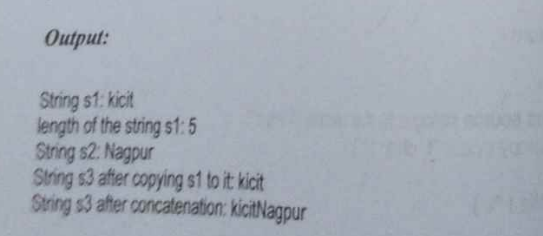 Output:
String s1: kicit
length of the string s1: 5
String s2: Nagpur
String s3 after copying s1 to it: kicit
String s3 after concatenation: kicitNagpur